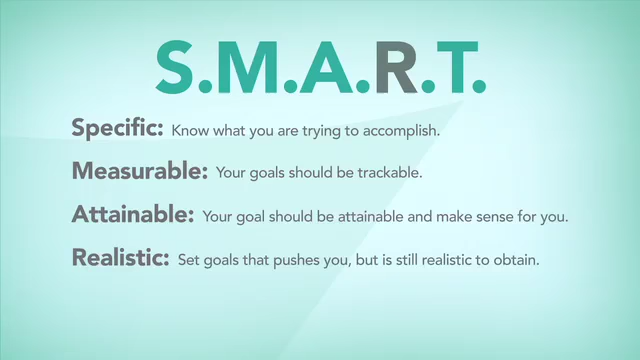 S.M.A.R.T.
Specific: Know what you are trying to accomplish.
Measurable: Your goals should be trackable.
Attainable: Your goal should be attainable and make sense for you.
Realistic: Set goals that pushes you, but is still realistic to obtain.